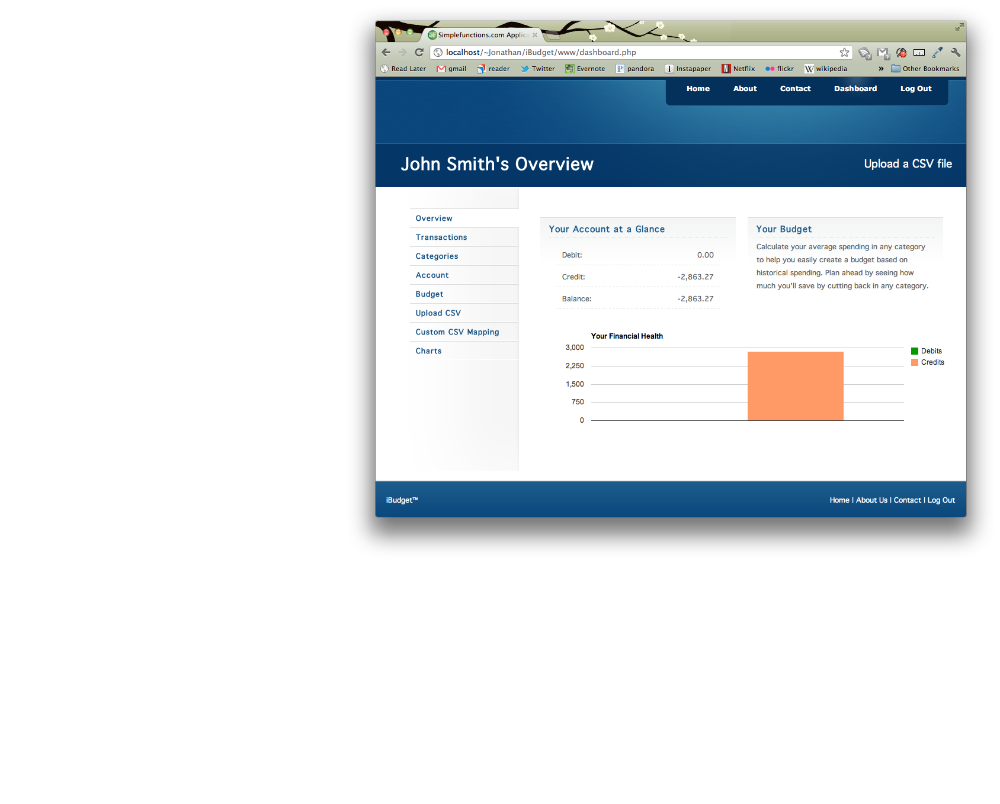 Simplefunctions.com Applica
localhost/~Jonathan/iBudget/www/dashboard.php
Read Later gmail reader Twitter Evernote P pandora I Instapaper N Netflix flickr W wikipedia » Other Bookmarks
Home About Contact Dashboard Log Out
John Smith's Overview
Upload a CSV file
Overview
Transactions
Categories
Account
Budget
Upload CSV
Custom CSV Mapping
Charts
Your Account at a Glance
Debit: 0.00
Credit: -2,863.27
Balance: -2,863.27
Your Budget
Calculate your average spending in any category
to help you easily create a budget based on
historical spending. Plan ahead by seeing how
much you'll save by cutting back in any category.
Your Financial Health
3,000
2,250
1,500
750
0
Debits
Credits
iBudget™
Home | About Us | Contact | Log Out